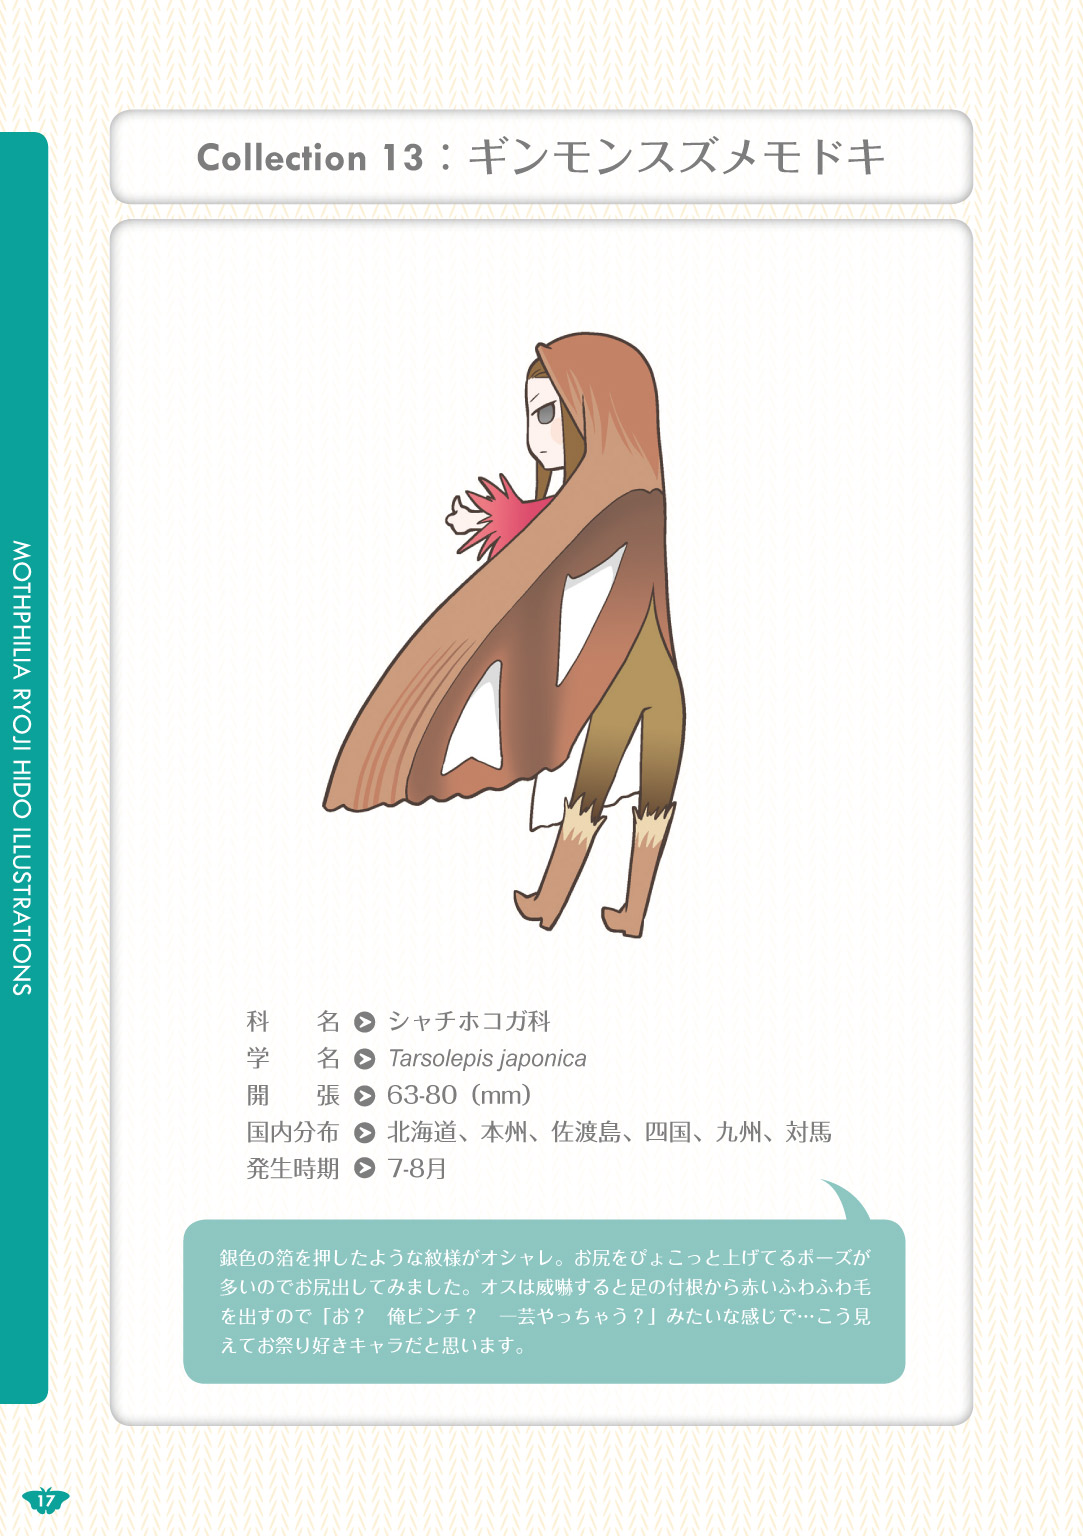 Collection 13：ギンモンスズメモドキ
MOTHPHILIA RYOJI HIDO ILLUSTRATIONS
科　名 シャチホコガ科
学　名 Tarsolepis japonica
開　張 63-80（mm）
国内分布 北海道、本州、佐渡島、四国、九州、対馬
発生時期 7-8月
銀色の箔を押したような紋様がオシャレ。お尻をぴょこっと上げてるポーズが
多いのでお尻出してみました。オスは威嚇すると足の付根から赤いふわふわ毛
を出すので「お？　俺ピンチ？　一芸やっちゃう？」みたいな感じで…こう見
えてお祭り好きキャラだと思います。
17